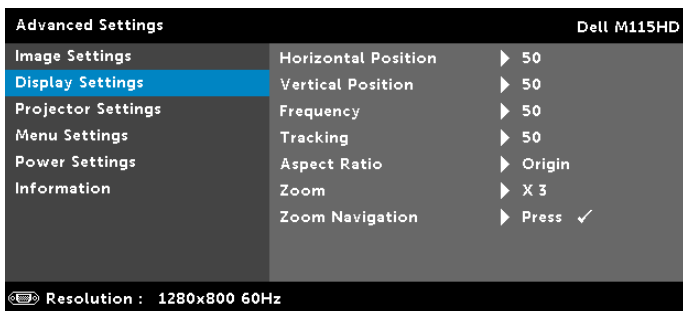 Advanced Settings Dell M115HD
Image Settings Horizontal Position 50
Display Settings Vertical Position 50
Projector Settings Frequency 50
Menu Settings Tracking 50
Power Settings Aspect Ratio Origin
Information Zoom X 3
Zoom Navigation Press ✓
Resolution : 1280x800 60Hz